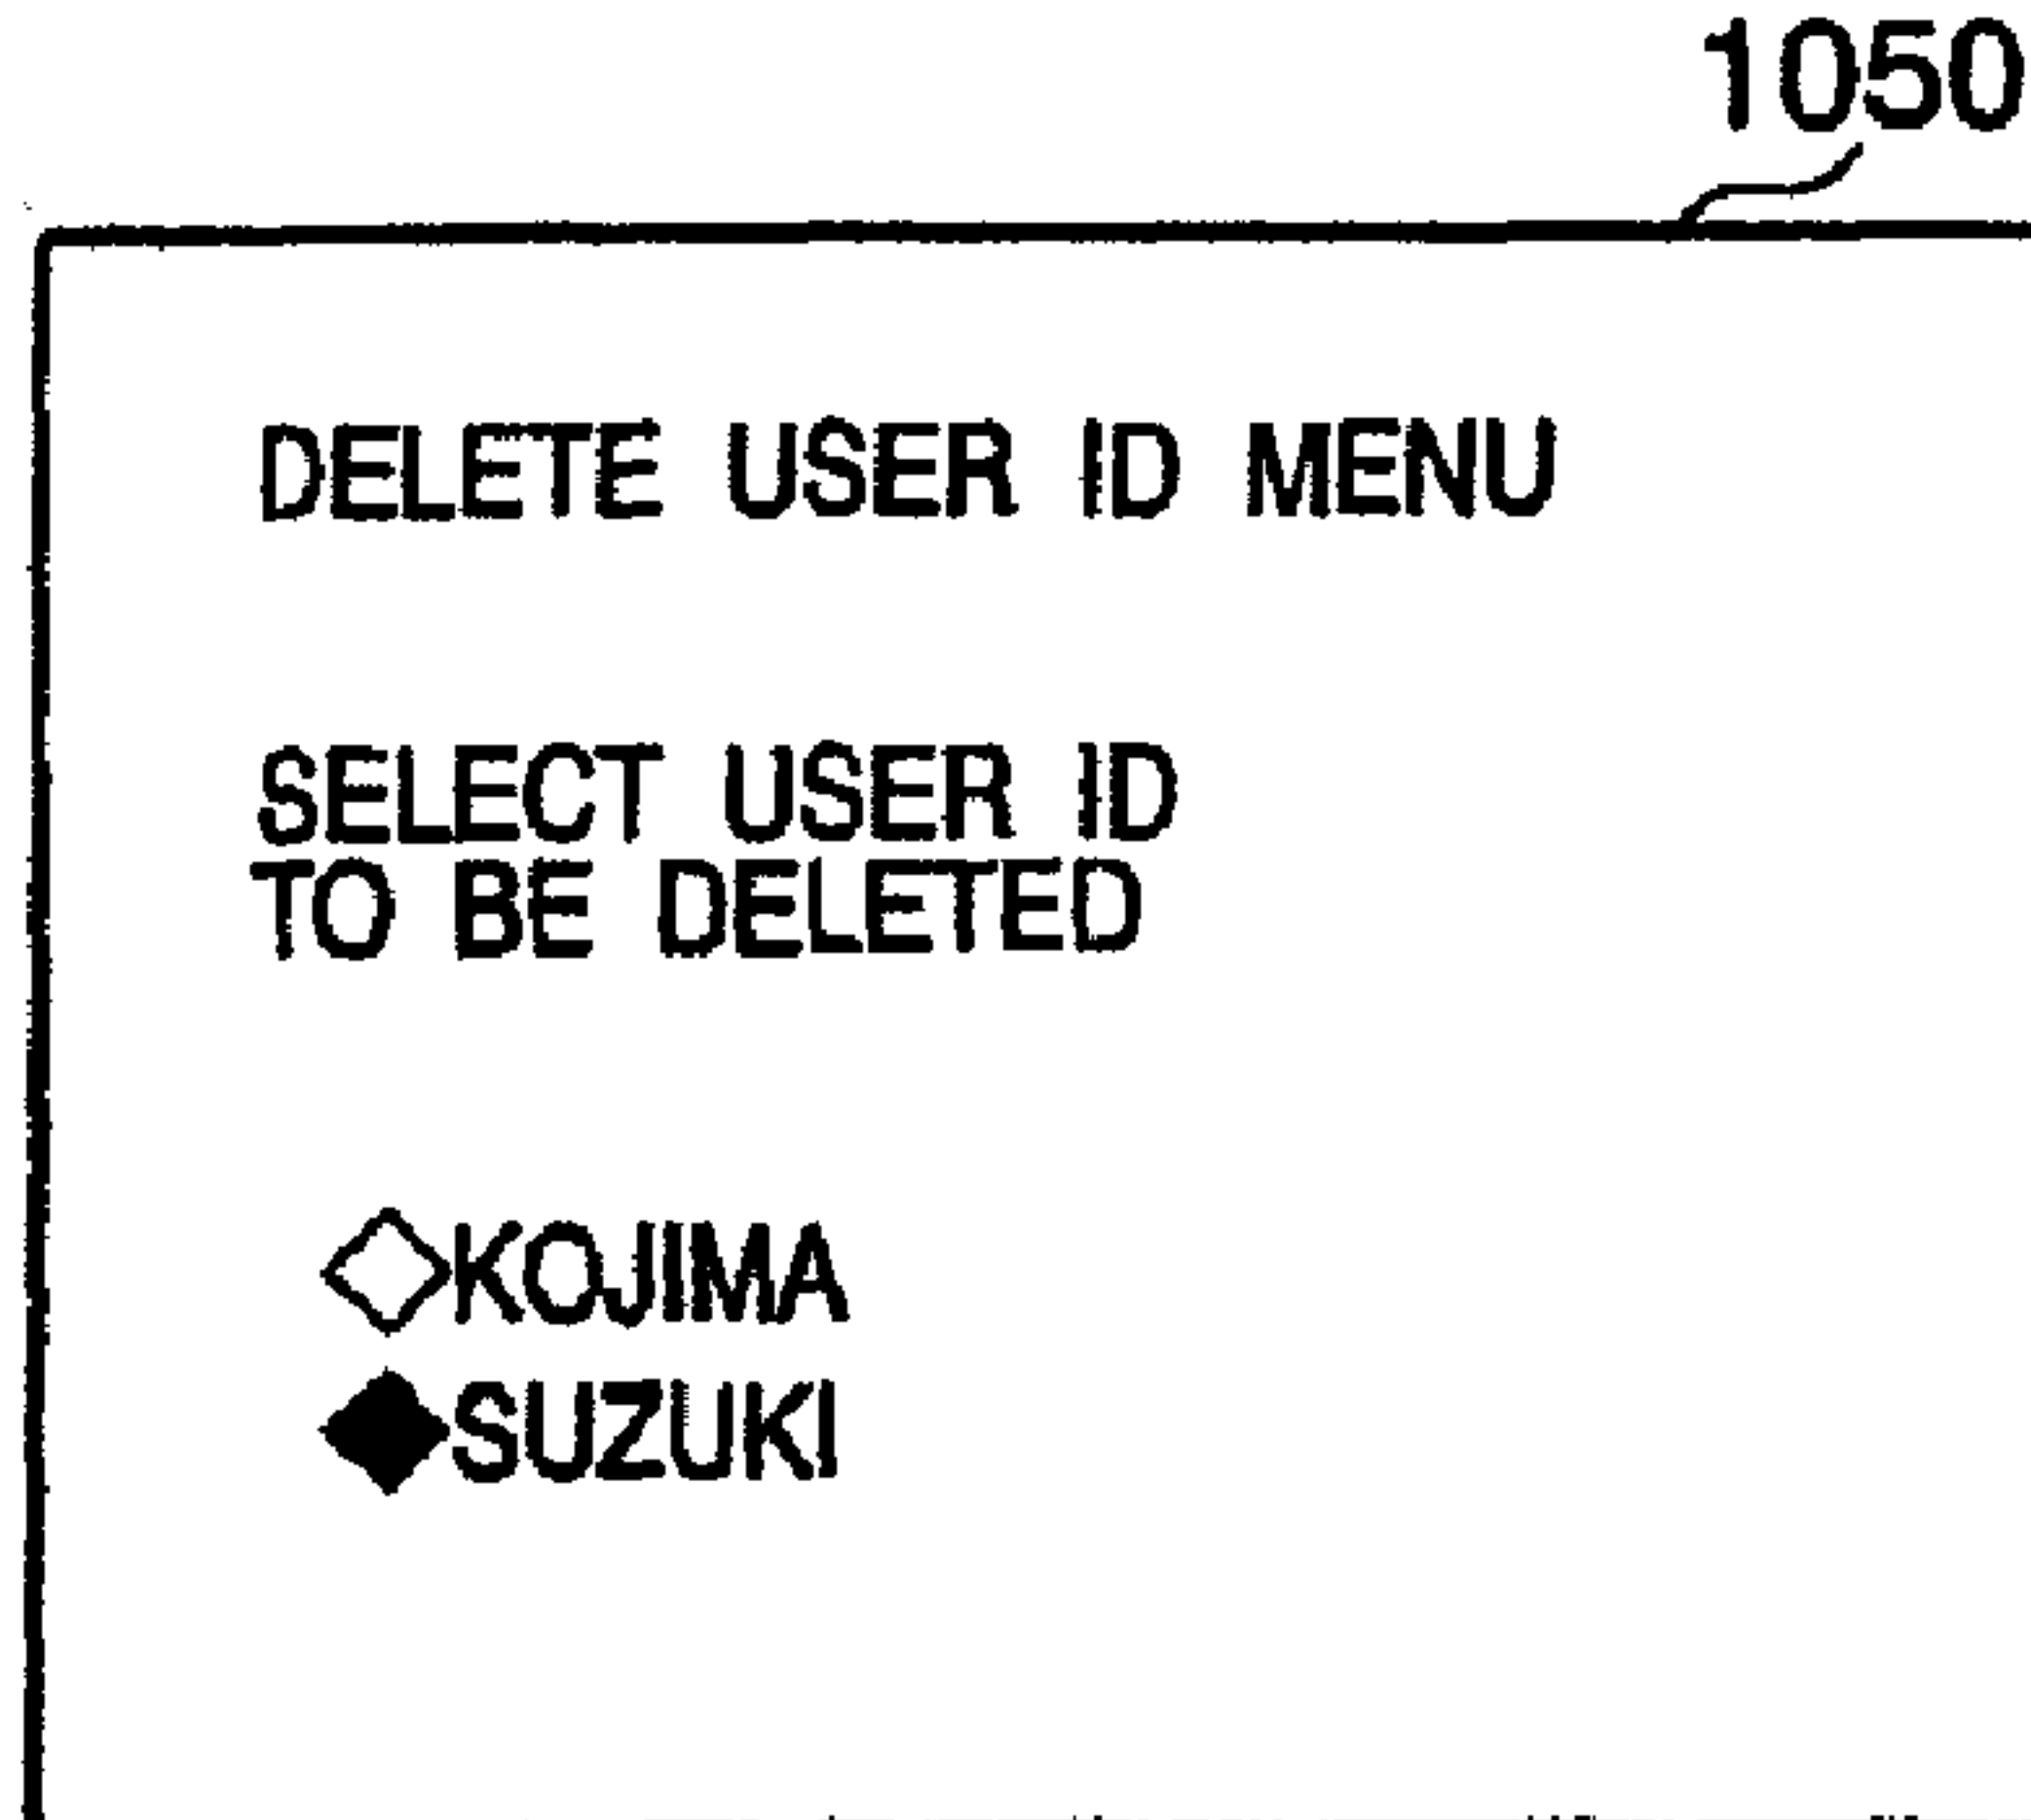 1050
DELETE USER ID MENU
SELECT USER ID
TO BE DELETED
◇KOJIMA
◆SUZUKI